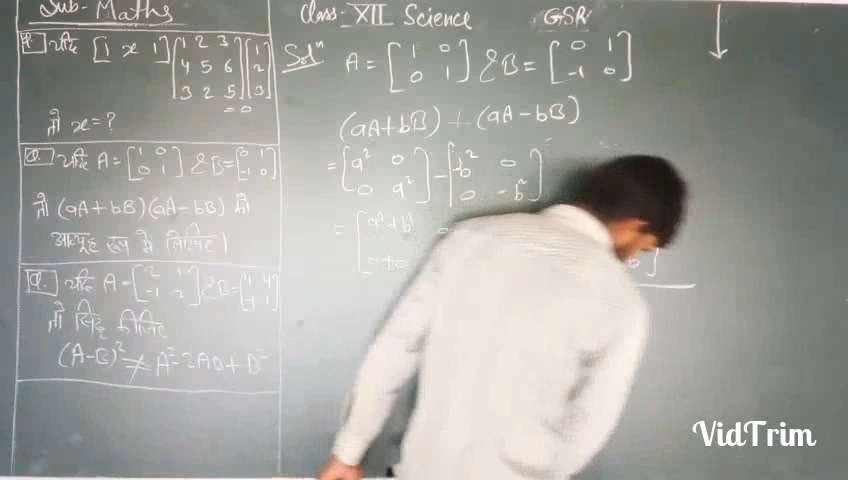 Sub- Maths
Class- XII Science
GSR
Q. यदि [1 x 1] [1 2 3 4 5 6 3 2 5] [1 2 3] = 0
तो x = ?
Q. यदि A = [1 0 0 1] & B = [0 1 -1 0]
तो (aA+bB)(aA-bB) को
रूप में लिखिए।
Q. यदि A = [2 1 -1 2] & B = [1 4 -1 1]
तो सिद्ध कीजिए
(A-B)² ≠ A²-2AB+B²
Solⁿ A = [1 0 0 1] & B = [0 1 -1 0]
(aA+bB) + (aA-bB)
= [a² 0 0 a²] - [-b² 0 0 -b²]
= [a²+b² 0
VidTrim